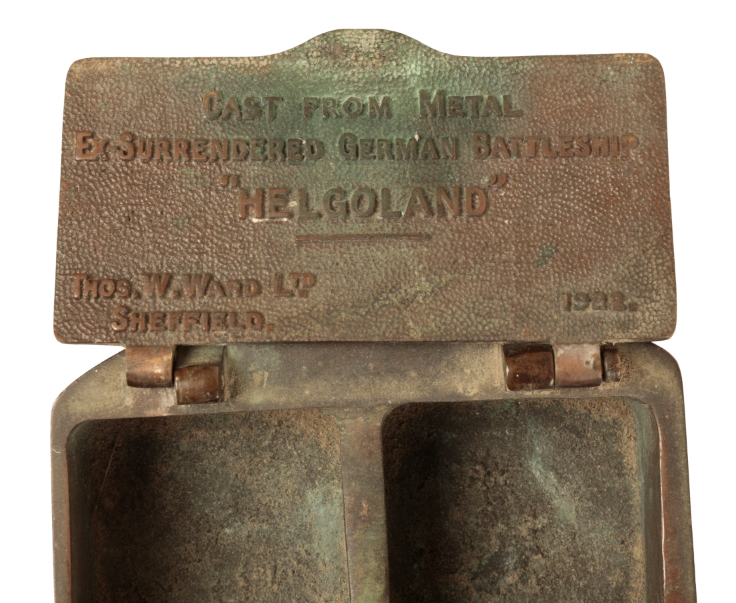 CAST FROM METAL
EX-SURRENDERED GERMAN BATTLESHIP
"HELGOLAND"
THOS. W. WARD LTD
SHEFFIELD.
1922.